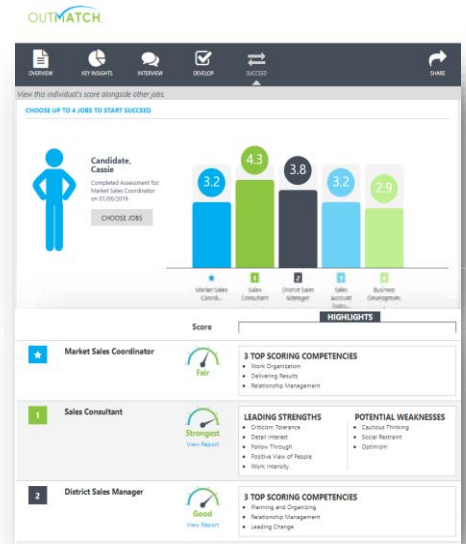 OUTMATCH
OVERVIEW
KEY INSIGHTS
INTERVIEW
DEVELOP
SUCCEED
SHARE
View this individual's score alongside other jobs.
CHOOSE UP TO 4 JOBS TO START SUCCEED
Candidate,
Cassie
Completed Assessment for:
Market Sales Coordinator
on 01/06/2019
CHOOSE JOBS
3.2
4.3
3.8
3.2
2.9
1
2
Market Sales
Sales
Consultant
District Sales
Manager
Sales
Account
Business
HIGHLIGHTS
Score
Market Sales Coordinator
Fair
3 TOP SCORING COMPETENCIES
• Work Organization
• Delivering Results
• Relationship Management
1
Sales Consultant
Strongest
View Report
LEADING STRENGTHS
• Criticism Tolerance
• Detail Interest
• Follow Through
• Positive View of People
• Work Intensity
POTENTIAL WEAKNESSES
• Cautious Thinking
• Social Restraint
• Optimism
2
District Sales Manager
Good
View Report
3 TOP SCORING COMPETENCIES
• Planning and Organizing
• Relationship Management
• Leading Change